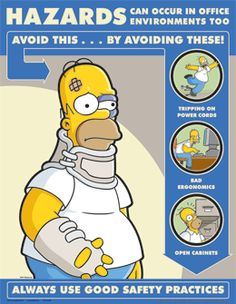 HAZARDS CAN OCCUR IN OFFICE
ENVIRONMENTS TOO
AVOID THIS . . . BY AVOIDING THESE!
TRIPPING ON
POWER CORDS
BAD
ERGONOMICS
OPEN CABINETS
ALWAYS USE GOOD SAFETY PRACTICES